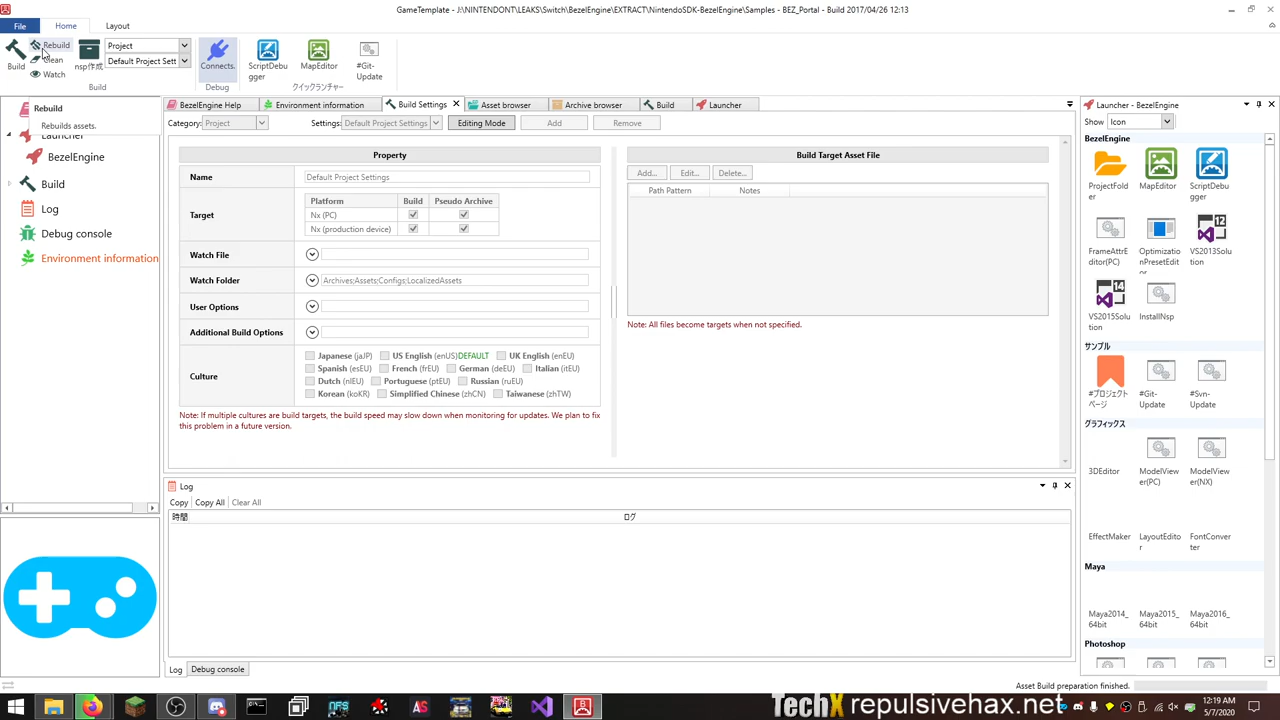 GameTemplate - J:\NINTENDONT\LEAKS\Switch\BezelEngine\EXTRACT\NintendoSDK-BezelEngine\Samples - BEZ_Portal - Build 2017/04/26 12:13
File Home Layout
Build Rebuild Clean Watch nsp作成 Project Default Project Sett Connects. ScriptDebugger MapEditor #Git-Update
Build Debug クイックランチャー
Rebuild
Rebuilds assets.
Launcher
BezelEngine
Build
Log
Debug console
Environment information
BezelEngine Help Environment information Build Settings Asset browser Archive browser Build Launcher
Category: Project Settings: Default Project Settings Editing Mode Add Remove
Property
Name Default Project Settings
Target Platform Build Pseudo Archive
Nx (PC)
Nx (production device)
Watch File
Watch Folder Archives;Assets;Configs;LocalizedAssets
User Options
Additional Build Options
Culture
Japanese (jaJP) US English (enUS)DEFAULT UK English (enEU)
Spanish (esEU) French (frEU) German (deEU) Italian (itEU)
Dutch (nlEU) Portuguese (ptEU) Russian (ruEU)
Korean (koKR) Simplified Chinese (zhCN) Taiwanese (zhTW)
Note: If multiple cultures are build targets, the build speed may slow down when monitoring for updates. We plan to fix
this problem in a future version.
Build Target Asset File
Add... Edit... Delete...
Path Pattern Notes
Note: All files become targets when not specified.
Log
Copy Copy All Clear All
時間 ログ
Log Debug console
Launcher - BezelEngine
Show Icon
BezelEngine
ProjectFolder MapEditor ScriptDebugger
FrameAttrEditor(PC) OptimizationPresetEditor VS2013Solution
VS2015Solution InstallNsp
サンプル
#プロジェクトページ #Git-Update #Svn-Update
グラフィックス
3DEditor ModelViewer(PC) ModelViewer(NX)
EffectMaker LayoutEditor FontConverter
Maya
Maya2014_64bit Maya2015_64bit Maya2016_64bit
Photoshop
Asset Build preparation finished.
TechX repulsivehax.net
12:19 AM
5/7/2020